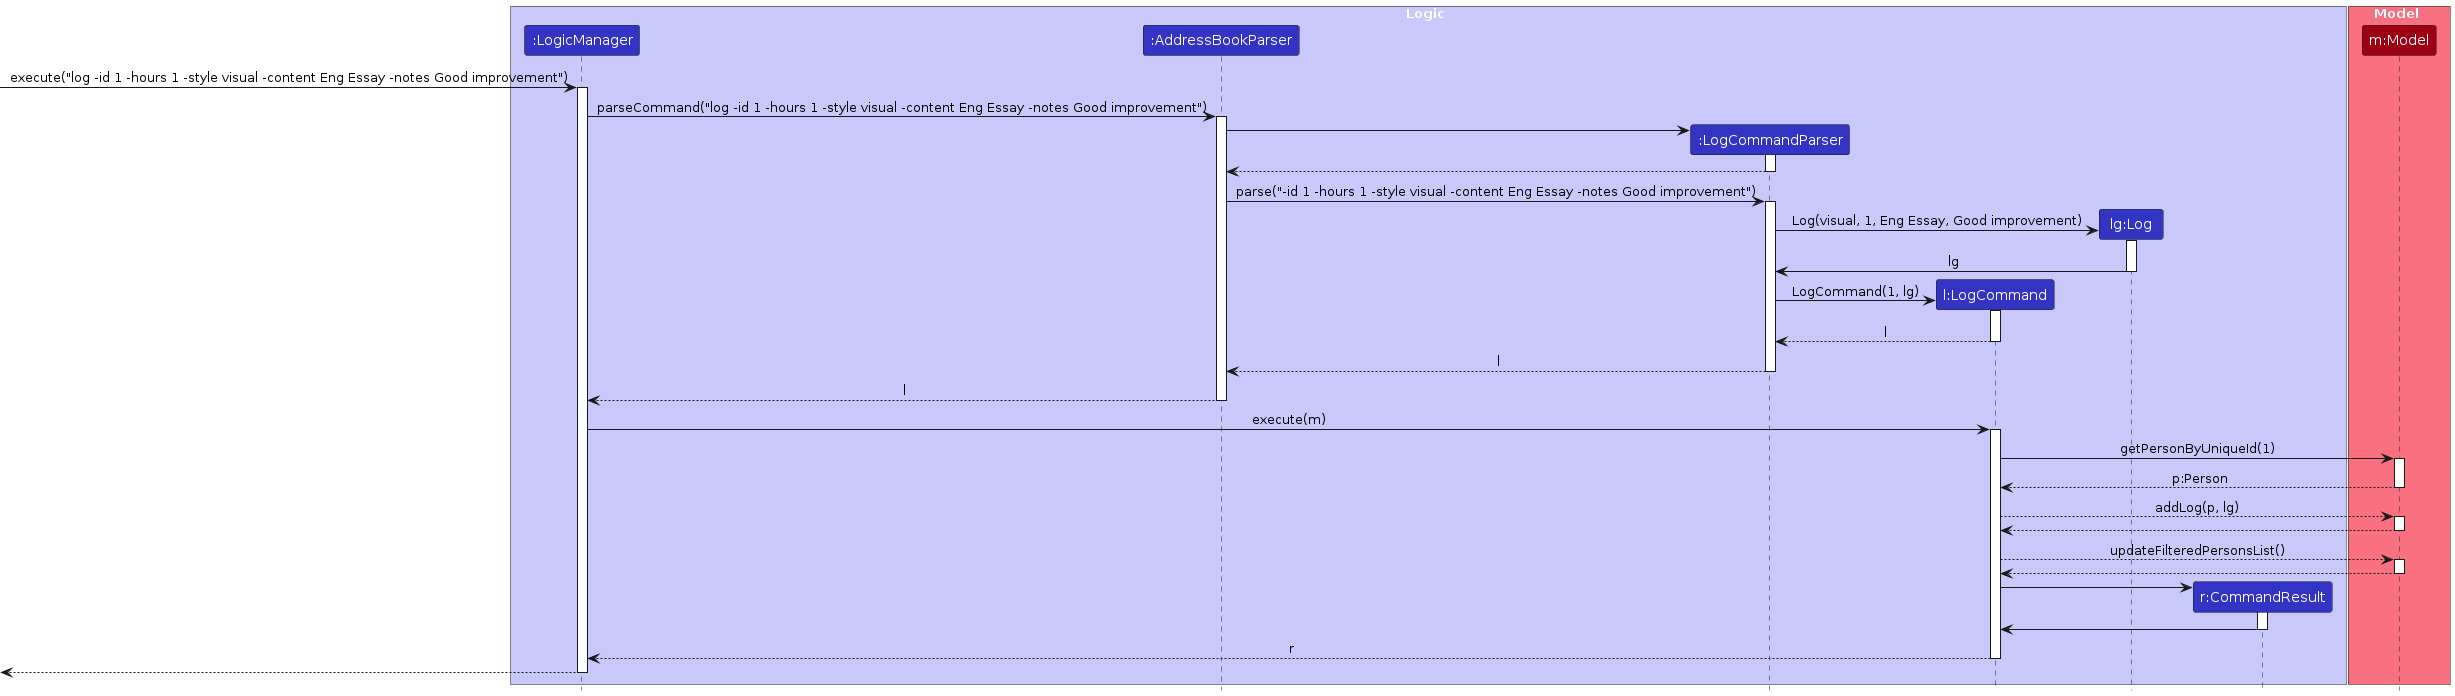 Logic
Model
:LogicManager
:AddressBookParser
m:Model
execute("log -id 1 -hours 1 -style visual -content Eng Essay -notes Good improvement")
parseCommand("log -id 1 -hours 1 -style visual -content Eng Essay -notes Good improvement")
:LogCommandParser
parse("-id 1 -hours 1 -style visual -content Eng Essay -notes Good improvement")
Log(visual, 1, Eng Essay, Good improvement)
lg:Log
lg
LogCommand(1, lg)
l:LogCommand
l
l
l
execute(m)
getPersonByUniqueId(1)
p:Person
addLog(p, lg)
updateFilteredPersonsList()
r:CommandResult
r